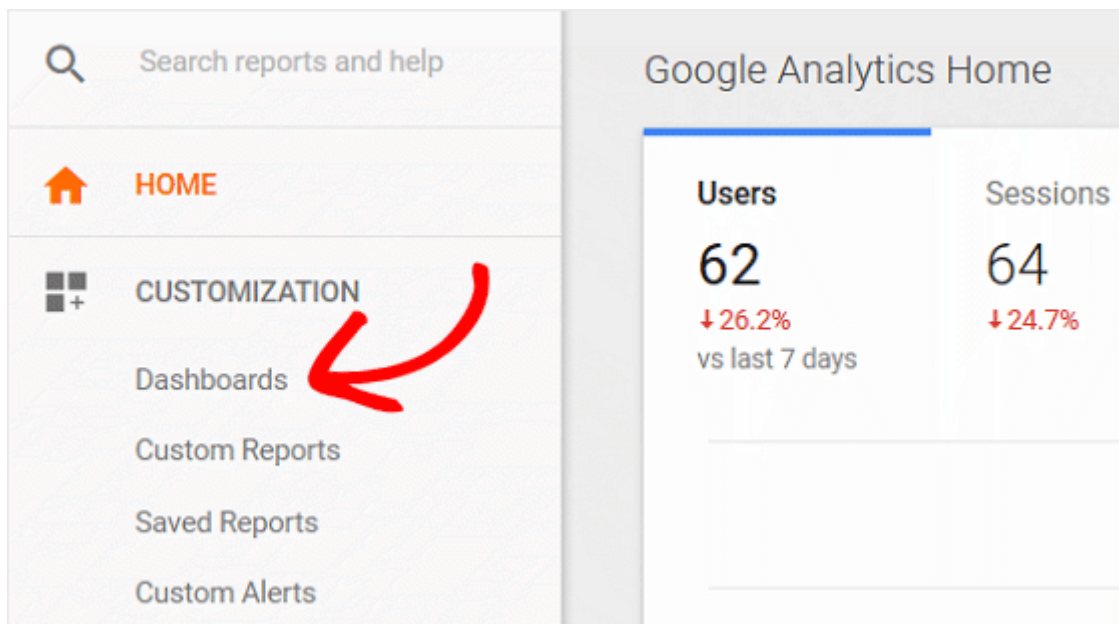 Search reports and help
HOME
CUSTOMIZATION
Dashboards
Custom Reports
Saved Reports
Custom Alerts
Google Analytics Home
Users
62
↓26.2%
vs last 7 days
Sessions
64
↓24.7%